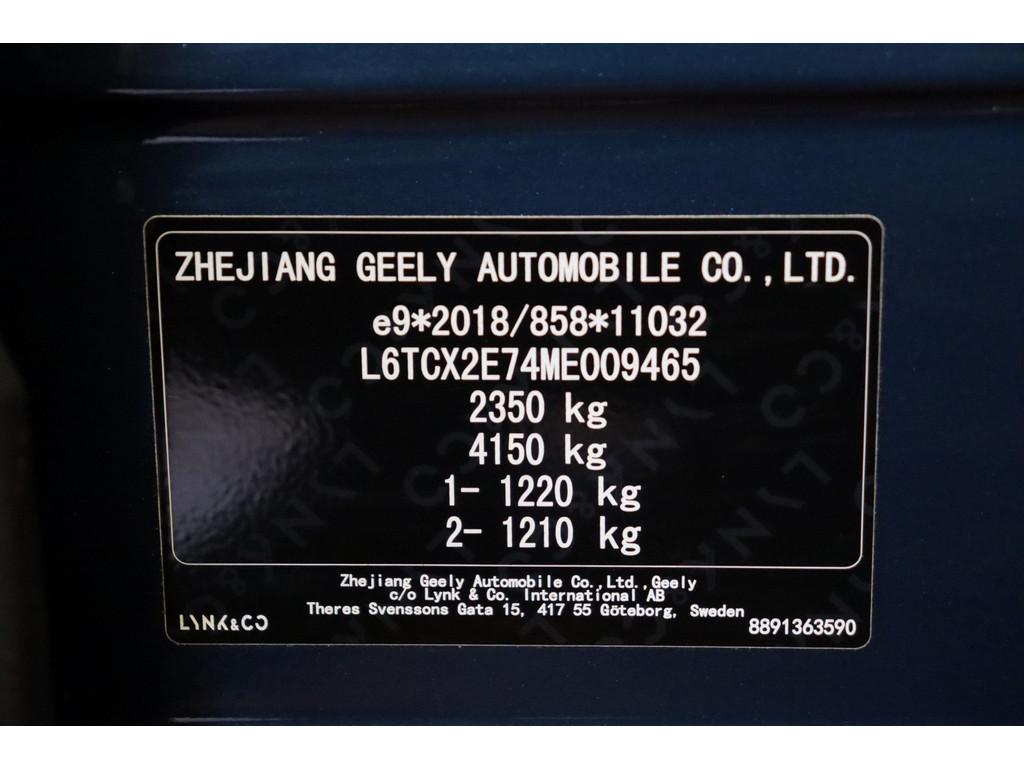 ZHEJIANG GEELY AUTOMOBILE CO.,LTD.
e9*2018/858*11032
L6TCX2E74ME009465
2350 kg
4150 kg
1- 1220 kg
2- 1210 kg
Zhejiang Geely Automobile Co.,Ltd.,Geely
c/o Lynk & Co. International AB
Theres Svenssons Gata 15, 417 55 Göteborg, Sweden
LYNK&CO
8891363590